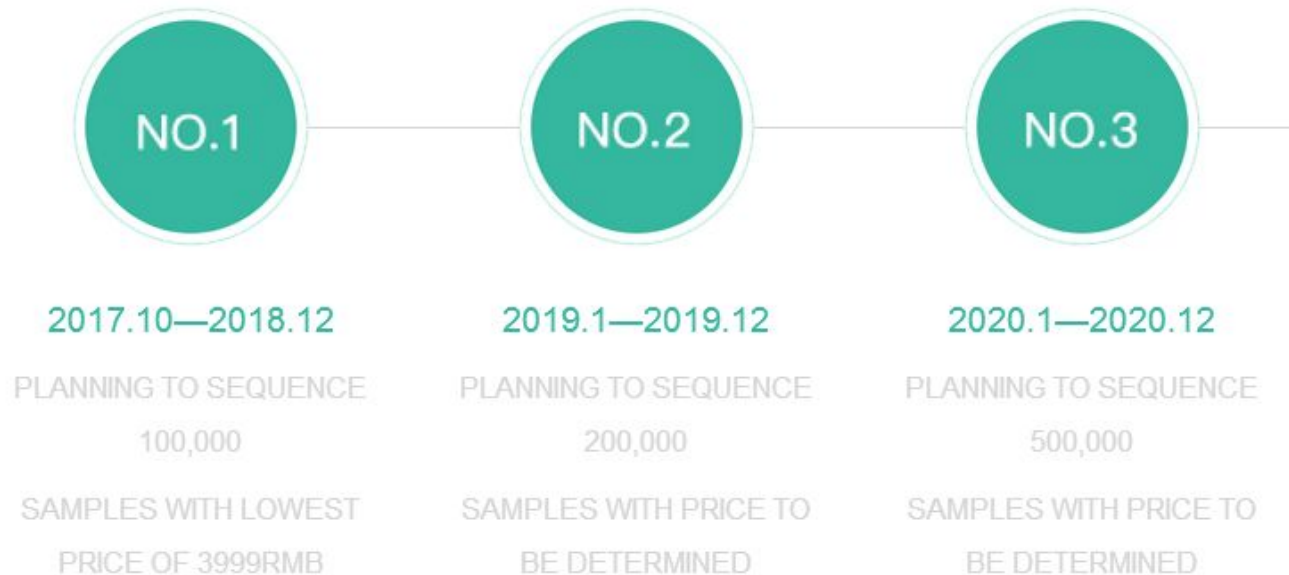 NO.1
2017.10—2018.12
PLANNING TO SEQUENCE
100,000
SAMPLES WITH LOWEST
PRICE OF 3999RMB
NO.2
2019.1—2019.12
PLANNING TO SEQUENCE
200,000
SAMPLES WITH PRICE TO
BE DETERMINED
NO.3
2020.1—2020.12
PLANNING TO SEQUENCE
500,000
SAMPLES WITH PRICE TO
BE DETERMINED